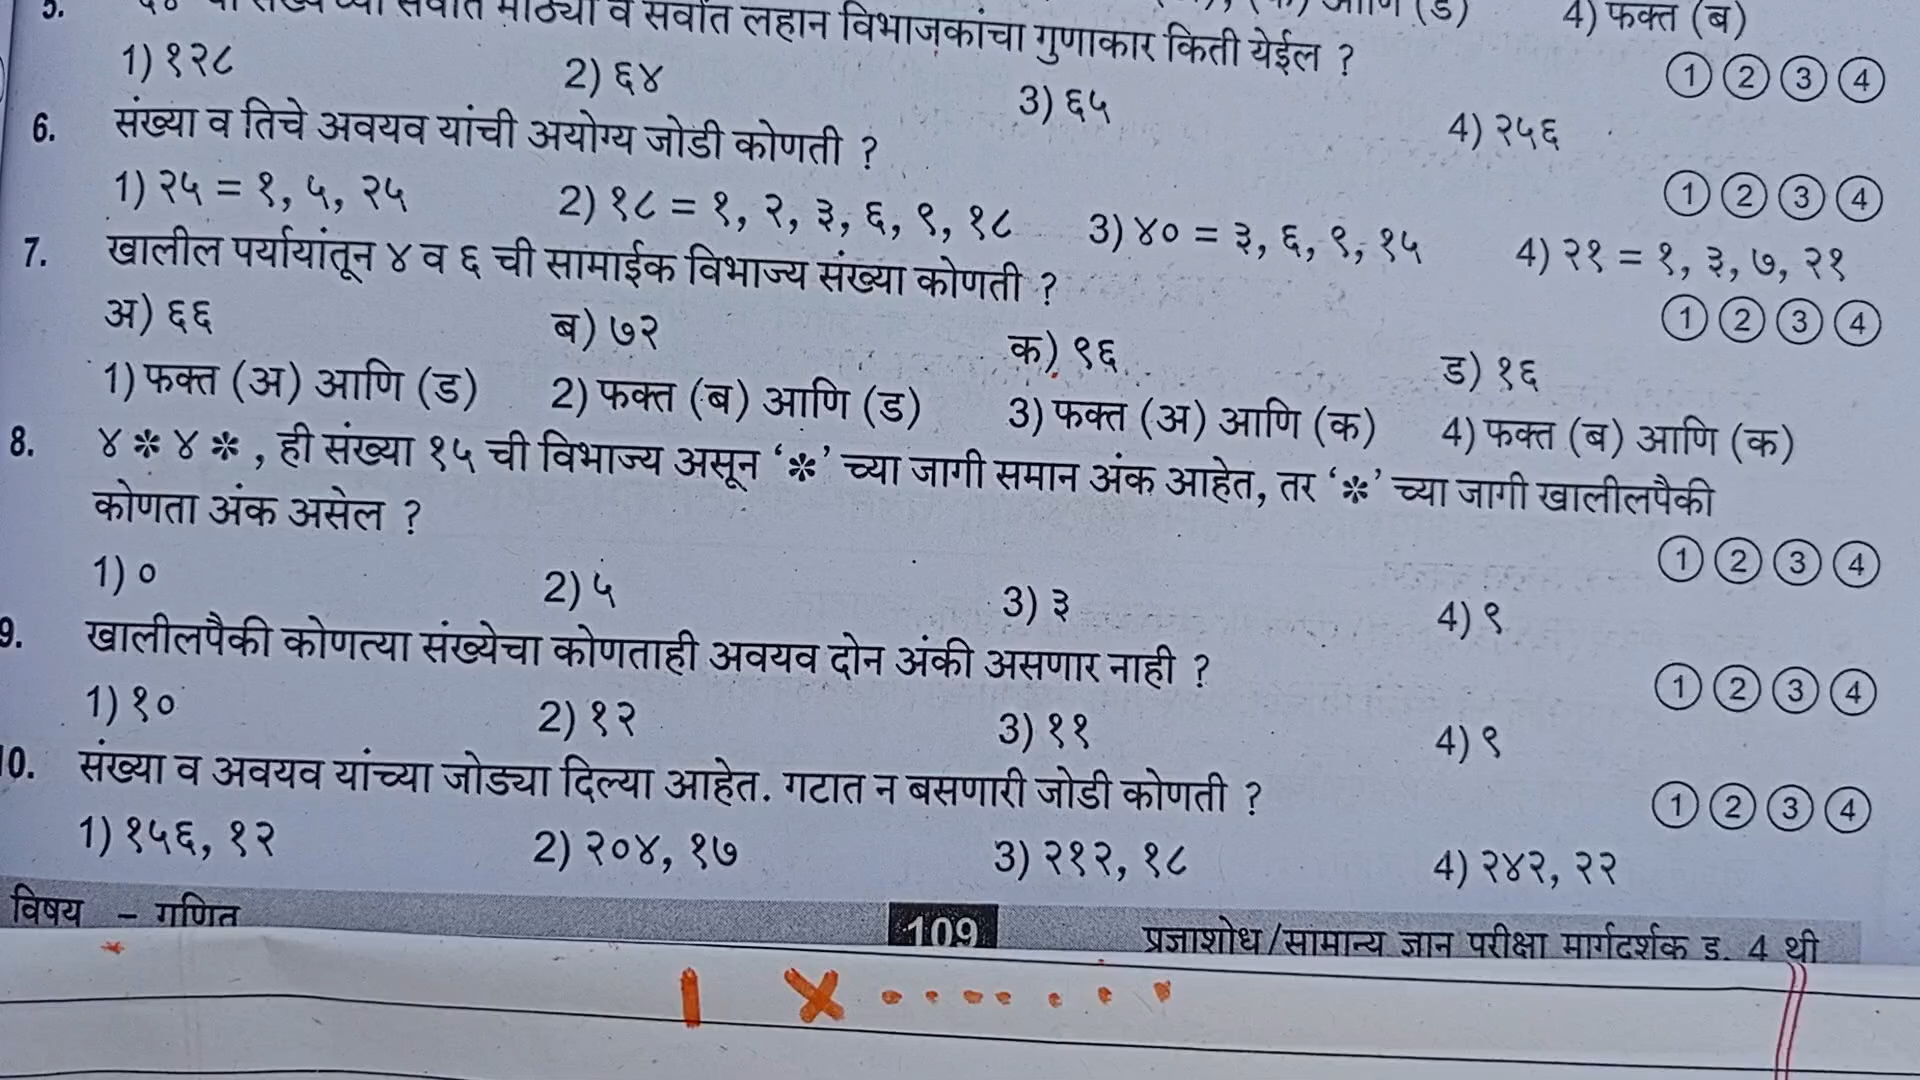 5. ६४ या संख्येच्या सर्वात मोठ्या व सर्वात लहान विभाजकांचा गुणाकार किती येईल ?
आणि (ड) 4) फक्त (ब)
1) १२८ 2) ६४ 3) ६५ 4) २५६ 1 2 3 4
6. संख्या व तिचे अवयव यांची अयोग्य जोडी कोणती ? 1 2 3 4
1) २५ = १, ५, २५ 2) १८ = १, २, ३, ६, ९, १८ 3) ४० = ३, ६, ९, १५ 4) २१ = १, ३, ७, २१
7. खालील पर्यायांतून ४ व ६ ची सामाईक विभाज्य संख्या कोणती ? 1 2 3 4
अ) ६६ ब) ७२ क) ९६ ड) १६
1) फक्त (अ) आणि (ड) 2) फक्त (ब) आणि (ड) 3) फक्त (अ) आणि (क) 4) फक्त (ब) आणि (क)
8. ४ * ४ *, ही संख्या १५ ची विभाज्य असून ‘*’ च्या जागी समान अंक आहेत, तर ‘*’ च्या जागी खालीलपैकी
कोणता अंक असेल ? 1 2 3 4
1) ० 2) ५ 3) ३ 4) ९
9. खालीलपैकी कोणत्या संख्येचा कोणताही अवयव दोन अंकी असणार नाही ? 1 2 3 4
1) १० 2) १२ 3) ११ 4) ९
10. संख्या व अवयव यांच्या जोड्या दिल्या आहेत. गटात न बसणारी जोडी कोणती ? 1 2 3 4
1) १५६, १२ 2) २०४, १७ 3) २१२, १८ 4) २४२, २२
विषय - गणित 109 प्रज्ञाशोध/सामान्य ज्ञान परीक्षा मार्गदर्शक इ. 4 थी
1 X ........